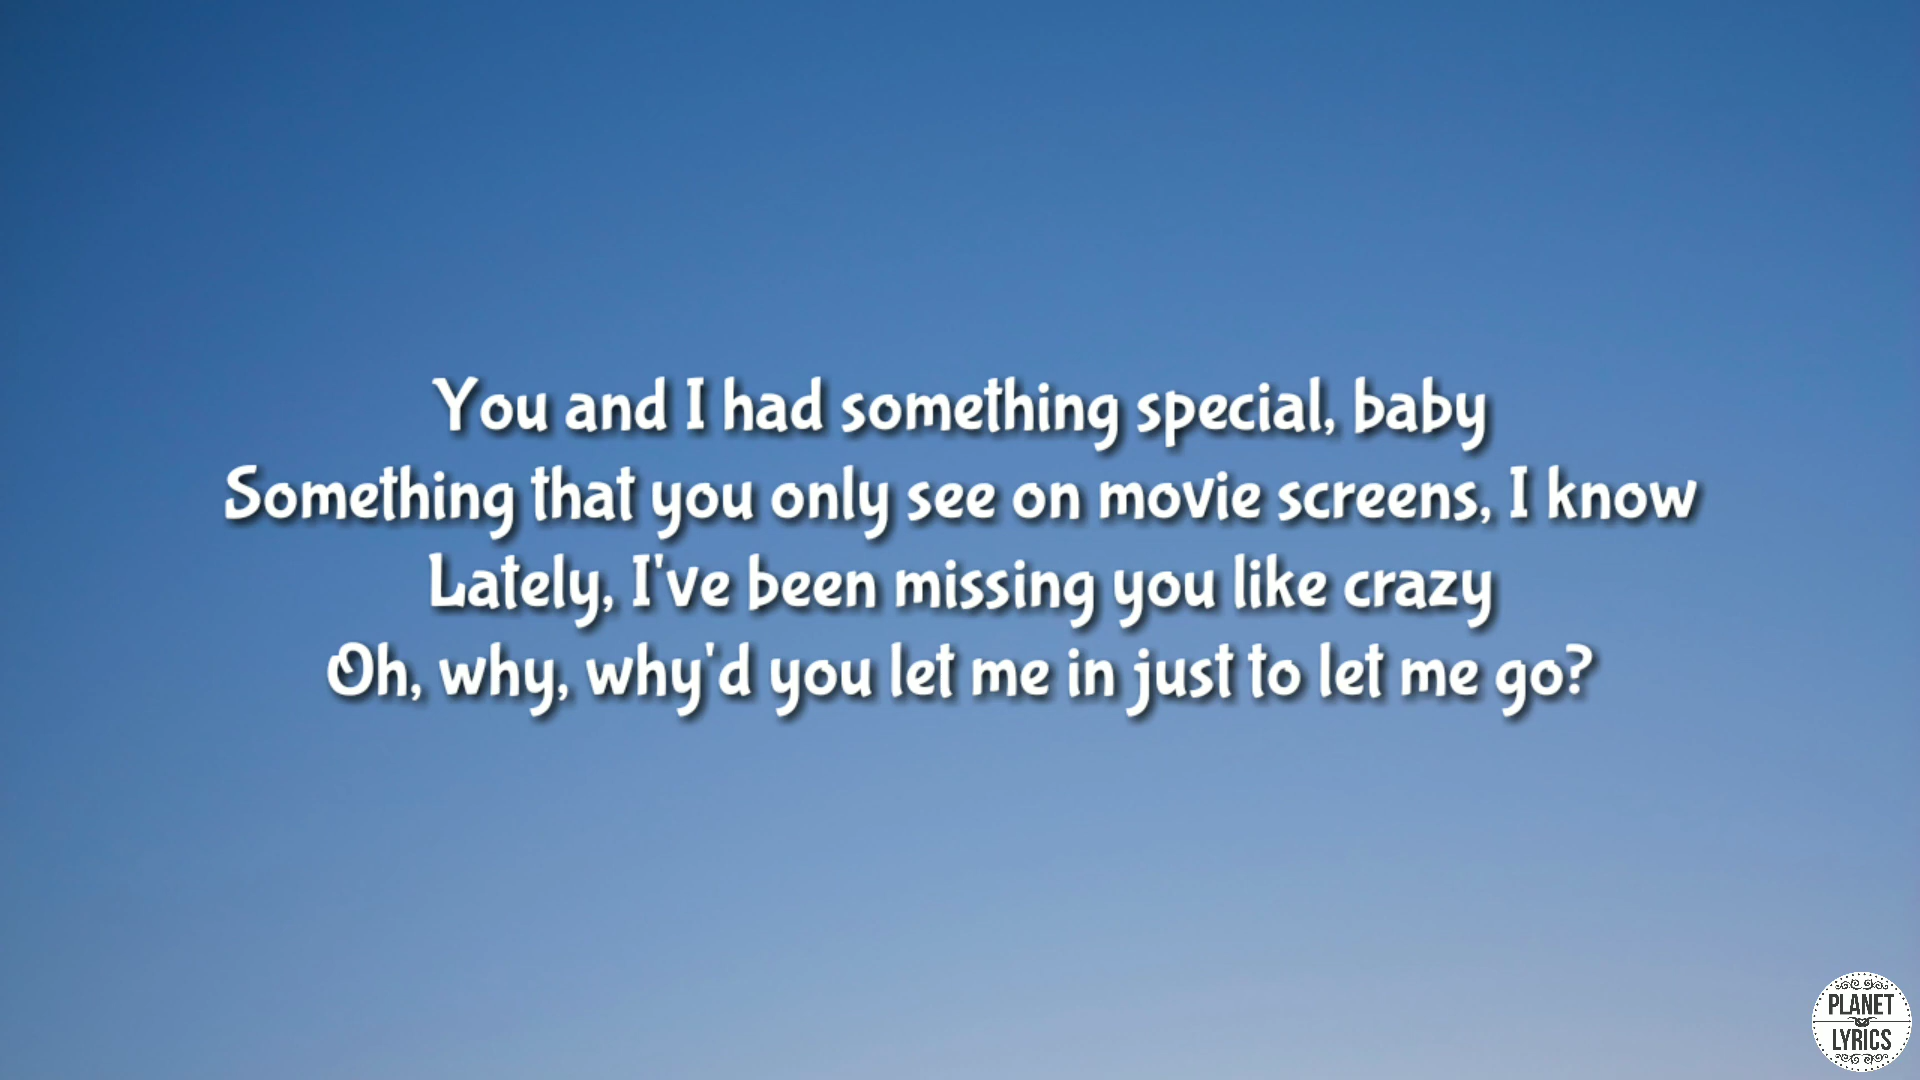 You and I had something special, baby
Something that you only see on movie screens, I know
Lately, I've been missing you like crazy
Oh, why, why'd you let me in just to let me go?
PLANET
LYRICS